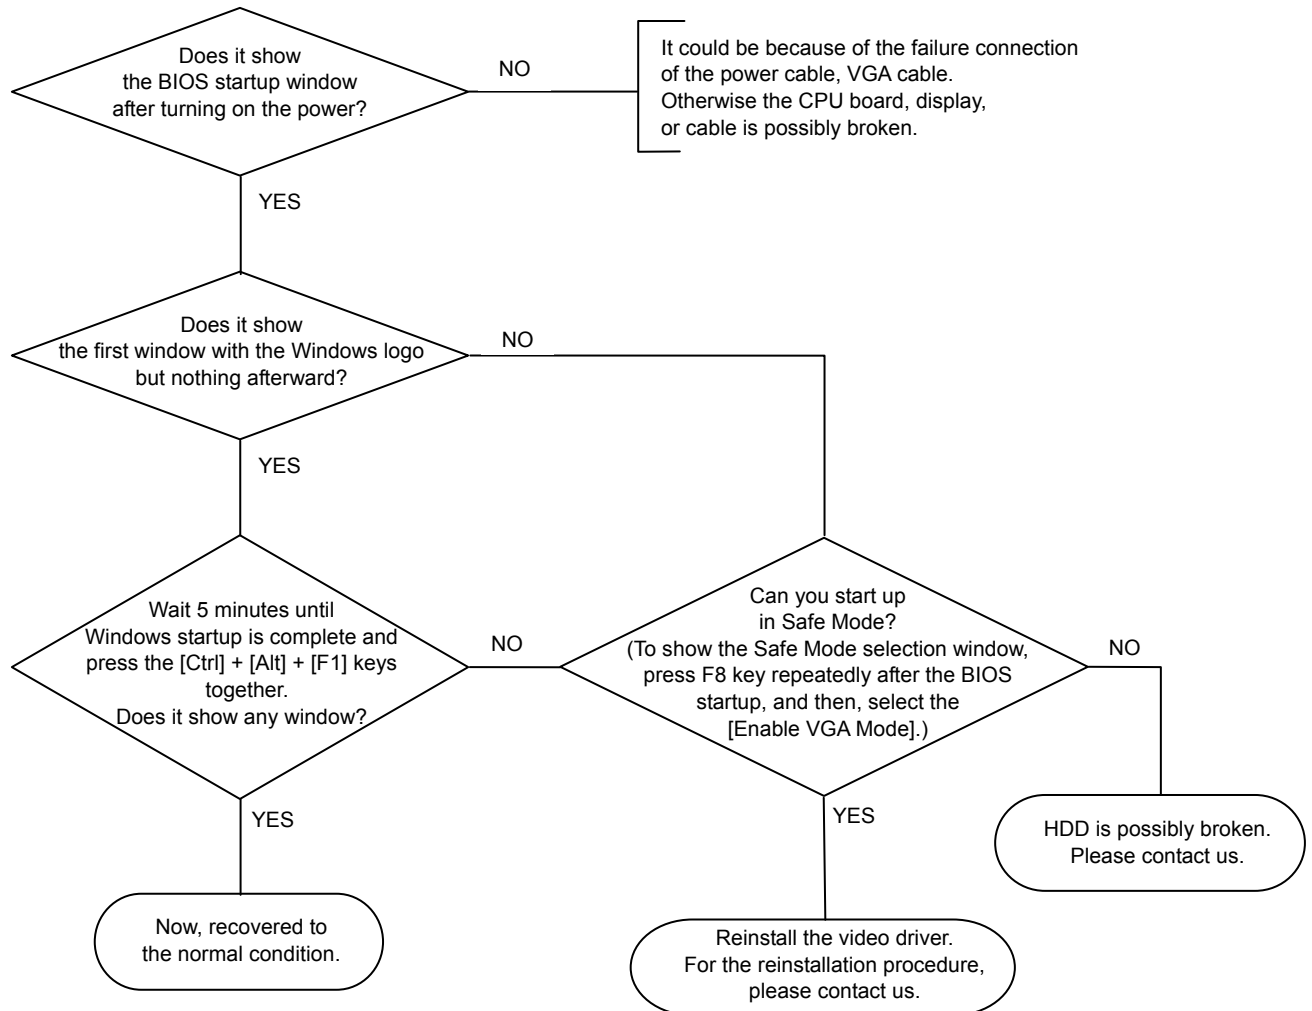 Does it show
the BIOS startup window
after turning on the power?
NO
It could be because of the failure connection
of the power cable, VGA cable.
Otherwise the CPU board, display,
or cable is possibly broken.
YES
Does it show
the first window with the Windows logo
but nothing afterward?
NO
YES
Wait 5 minutes until
Windows startup is complete and
press the [Ctrl] + [Alt] + [F1] keys
together.
Does it show any window?
NO
Can you start up
in Safe Mode?
(To show the Safe Mode selection window,
press F8 key repeatedly after the BIOS
startup, and then, select the
[Enable VGA Mode].)
NO
YES
YES
HDD is possibly broken.
Please contact us.
Now, recovered to
the normal condition.
Reinstall the video driver.
For the reinstallation procedure,
please contact us.